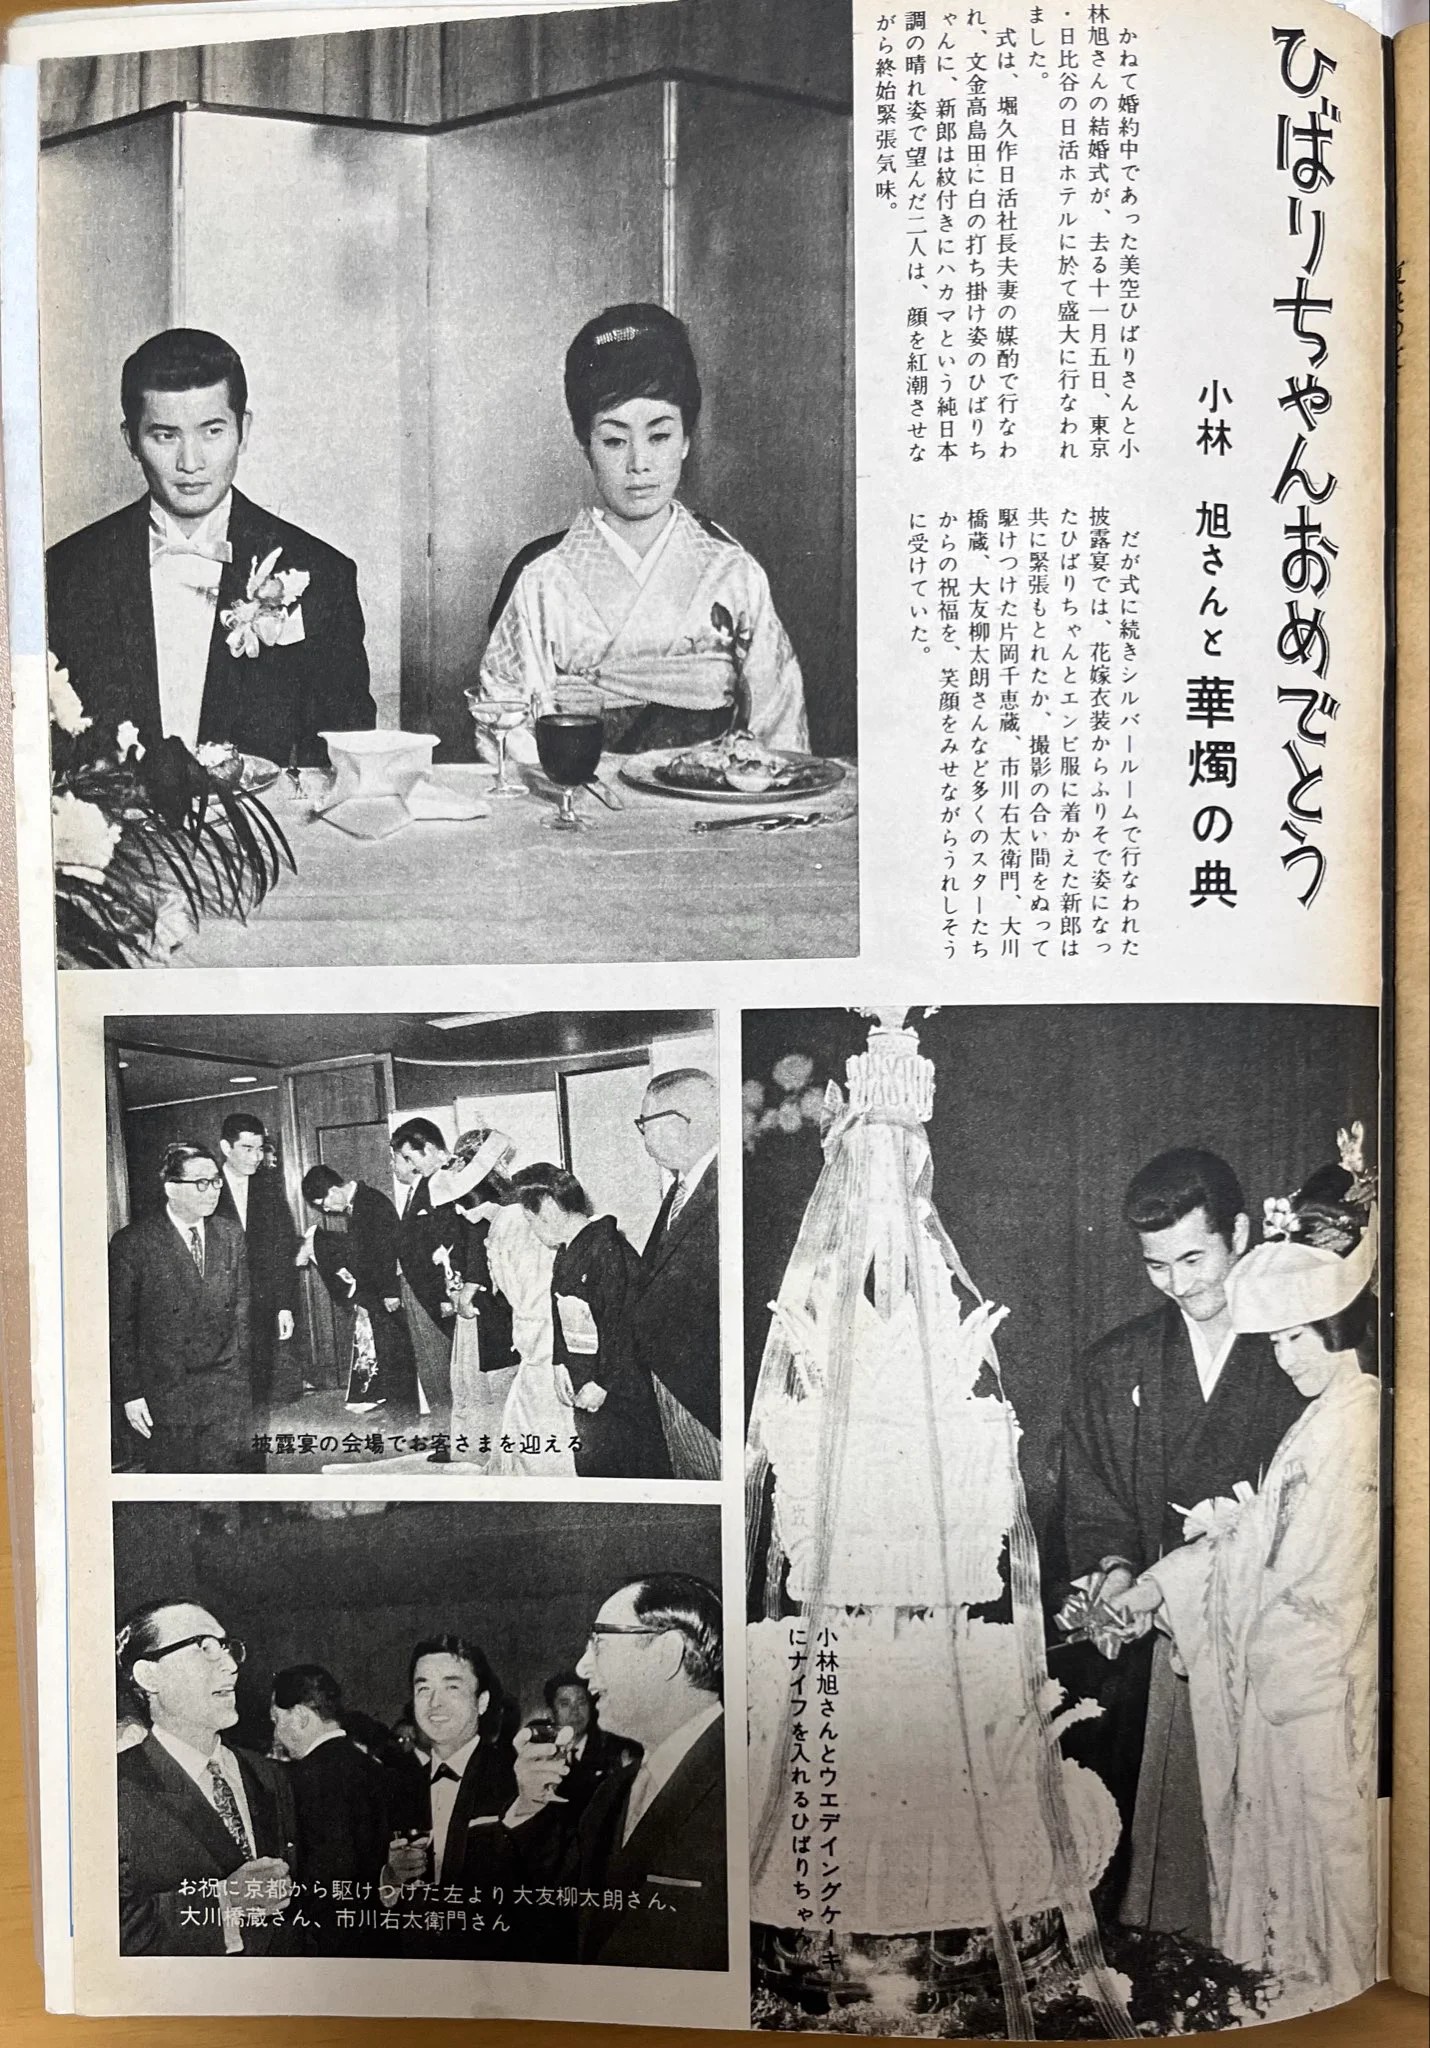 ひばりちゃんおめでとう
小林　旭さんと華燭の典
かねて婚約中であった美空ひばりさんと小
林旭さんの結婚式が、去る十一月五日、東京
・日比谷の日活ホテルに於て盛大に行なわれ
ました。
式は、堀久作日活社長夫妻の媒酌で行なわ
れ、文金高島田に白の打ち掛け姿のひばりち
ゃんに、新郎は紋付きにハカマという純日本
調の晴れ姿で望んだ二人は、顔を紅潮させな
がら終始緊張気味。
だが式に続きシルバールームで行なわれた
披露宴では、花嫁衣装からふりそで姿になっ
たひばりちゃんとエンビ服に着かえた新郎は
共に緊張もとれたか、撮影の合い間をぬって
駆けつけた片岡千恵蔵、市川右太衛門、大川
橋蔵、大友柳太朗さんなど多くのスターたち
からの祝福を、笑顔をみせながらうれしそう
に受けていた。
披露宴の会場でお客さまを迎える
小林旭さんとウエデイングケーキ
にナイフを入れるひばりちゃん
お祝に京都から駆けつけた左より大友柳太朗さん、
大川橋蔵さん、市川右太衛門さん